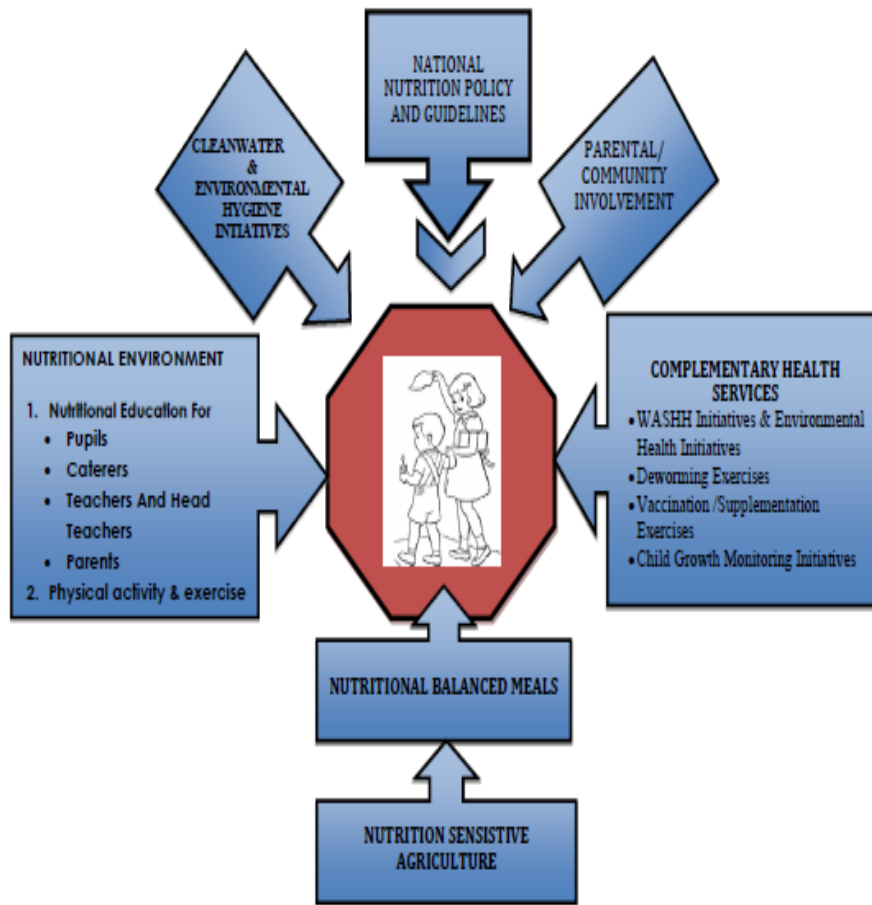 NATIONAL
NUTRITION POLICY
AND GUIDELINES
CLEANWATER
&
ENVIRONMENTAL
HYGIENE
INTIATIVES
PARENTAL/
COMMUNITY
INVOLVEMENT
NUTRITIONAL ENVIRONMENT
1. Nutritional Education For
• Pupils
• Caterers
• Teachers And Head
Teachers
• Parents
2. Physical activity & exercise
COMPLEMENTARY HEALTH
SERVICES
• WASHH Initiatives & Environmental
Health Initiatives
• Deworming Exercises
• Vaccination /Supplementation
Exercises
• Child Growth Monitoring Initiatives
NUTRITIONAL BALANCED MEALS
NUTRITION SENSISTIVE
AGRICULTURE